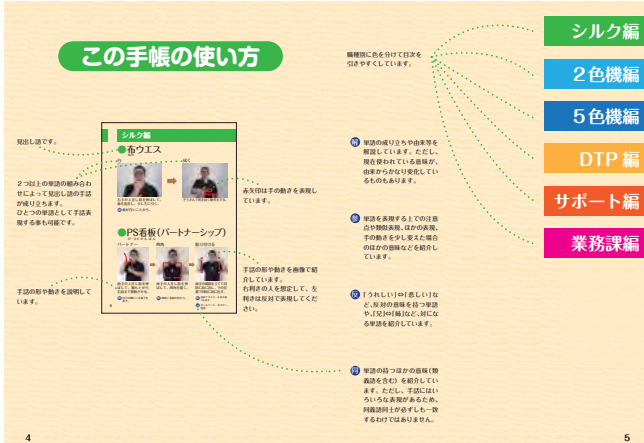 この手帳の使い方
見出し語です。
2つ以上の単語の組み合わ
せによって見出し語の手話
が成り立ちます。
ひとつの単語として手話表
現する事も可能です。
手話の形や動きを説明して
います。
シルク編
●布ウエス
●PS看板(パートナーシップ)
パートナー
四角
貼り付ける
赤矢印は手の動きを表現し
ています。
手話の形や動きを画像で紹
介しています。
右利きの人を想定して、左
利きは反対で表現してくだ
さい。
4
職種別に色を分けて目次を
引きやすくしています。
解 単語の成り立ちや由来等を
解説しています。ただし、
現在使われている意味が、
由来からかなり変化してい
るものもあります。
参 単語を表現する上での注意
点や類似表現、ほかの表現、
手の動きを少し変えた場合
のほかの意味などを紹介し
ています。
反 「うれしい」⇔「悲しい」な
ど、反対の意味を持つ単語
や、「兄」⇔「姉」など、対にな
る単語を紹介しています。
同 単語の持つほかの意味(類
義語を含む)を紹介してい
ます。ただし、手話にはい
ろいろな表現があるため、
同義語同士が必ずしも一致
するわけではありません。
シルク編
2色機編
5色機編
DTP編
サポート編
業務課編
5